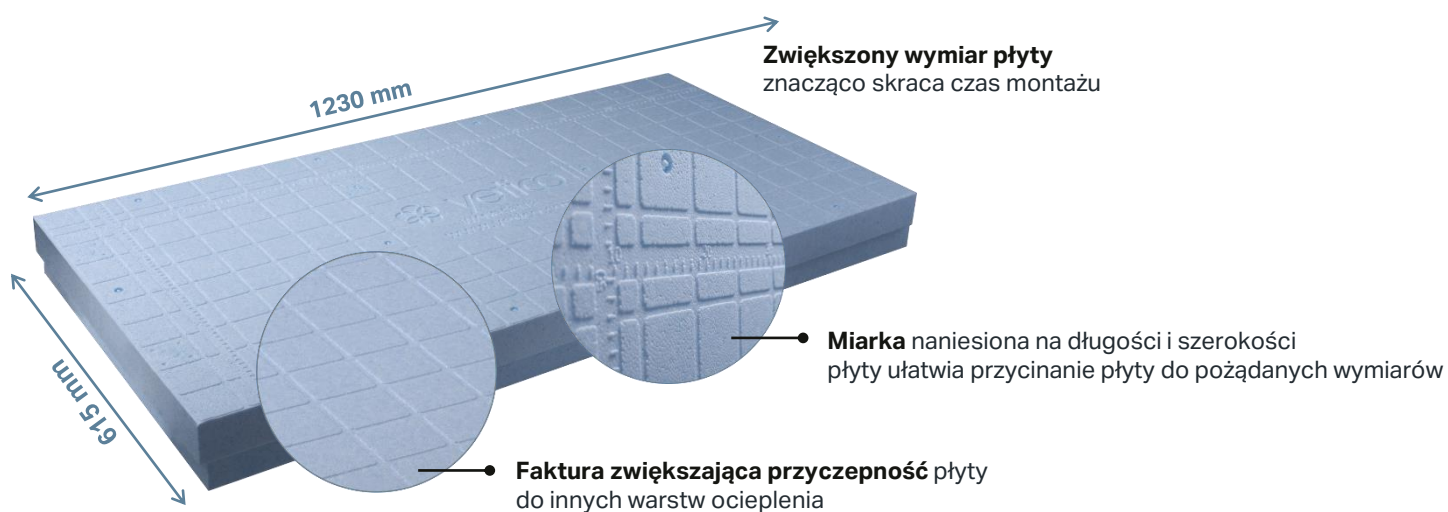 1230 mm
Zwiększony wymiar płyty
znacząco skraca czas montażu
615 mm
Miarka naniesiona na długości i szerokości
płyty ułatwia przycinanie płyty do pożądanych wymiarów
Faktura zwiększająca przyczepność płyty
do innych warstw ocieplenia